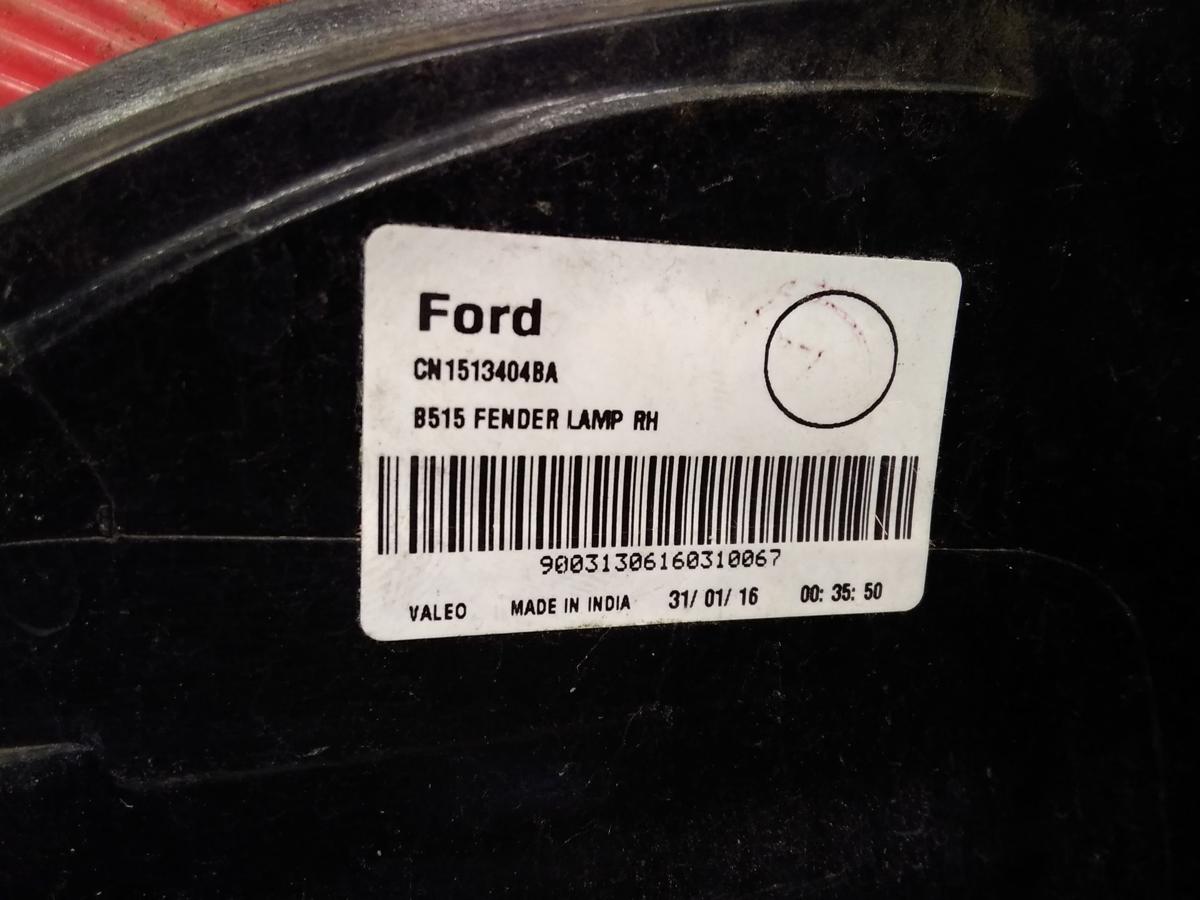 Ford
CN1513404BA
B515 FENDER LAMP RH
90031306160310067
VALEO MADE IN INDIA 31/ 01/ 16 00: 35: 50